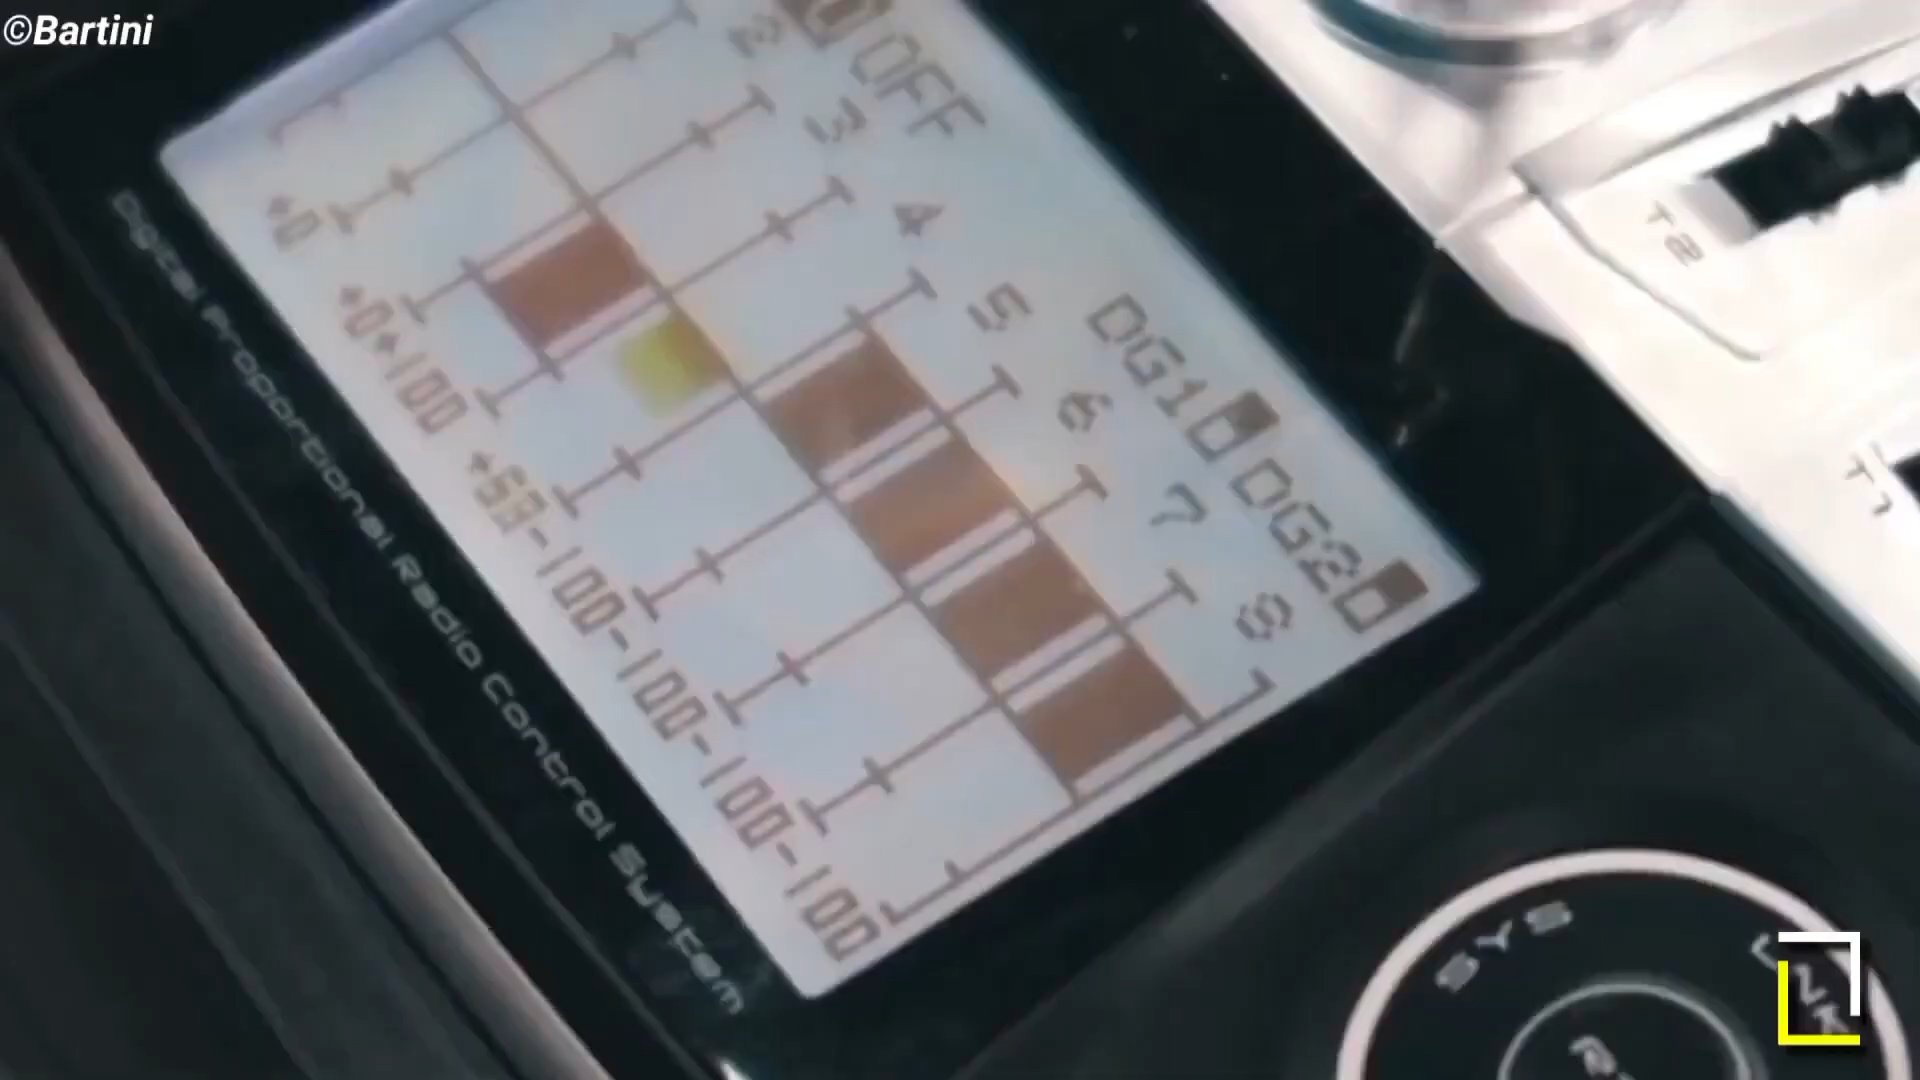 ©Bartini
OFF
2
3
4
5
6
7
8
DG1
DG2
+0
+0+100
+53-100-100-100-100
Digital Proportional Radio Control System
T2
T1
SYS